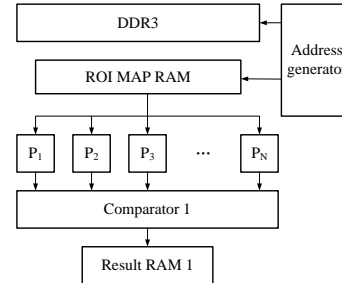 DDR3
Address
generator
ROI MAP RAM
P1
P2
P3
...
PN
Comparator 1
Result RAM 1